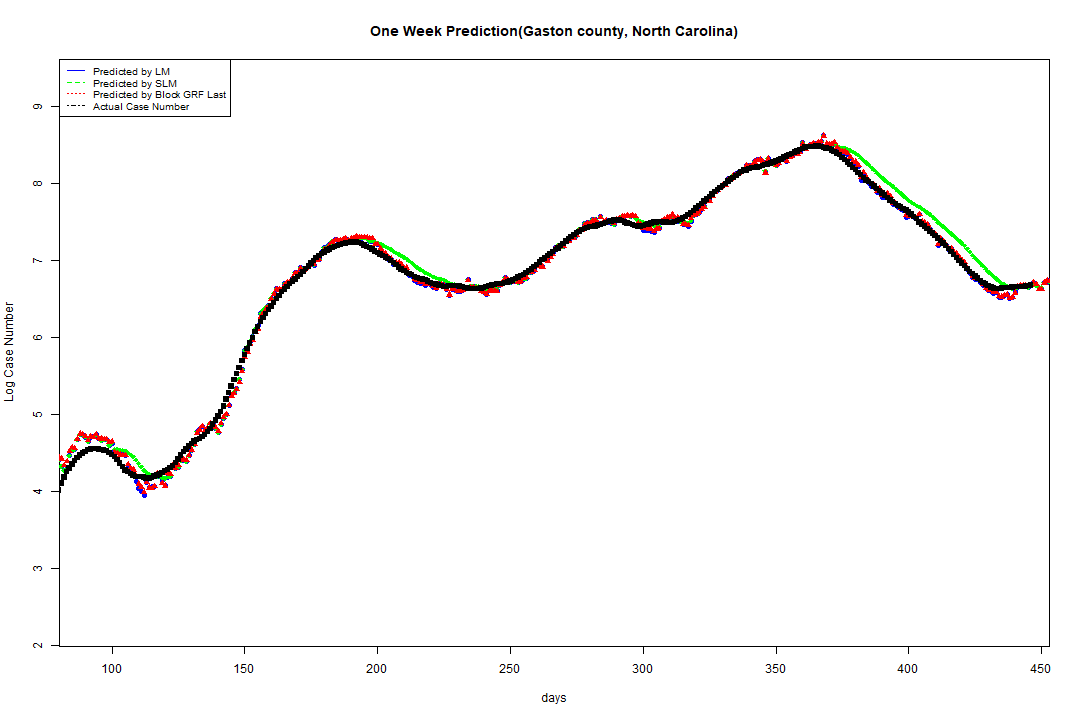 One Week Prediction(Gaston county, North Carolina)
Predicted by LM
Predicted by SLM
Predicted by Block GRF Last
Actual Case Number
9
8
7
6
5
4
3
2
Log Case Number
100 150 200 250 300 350 400 450
days